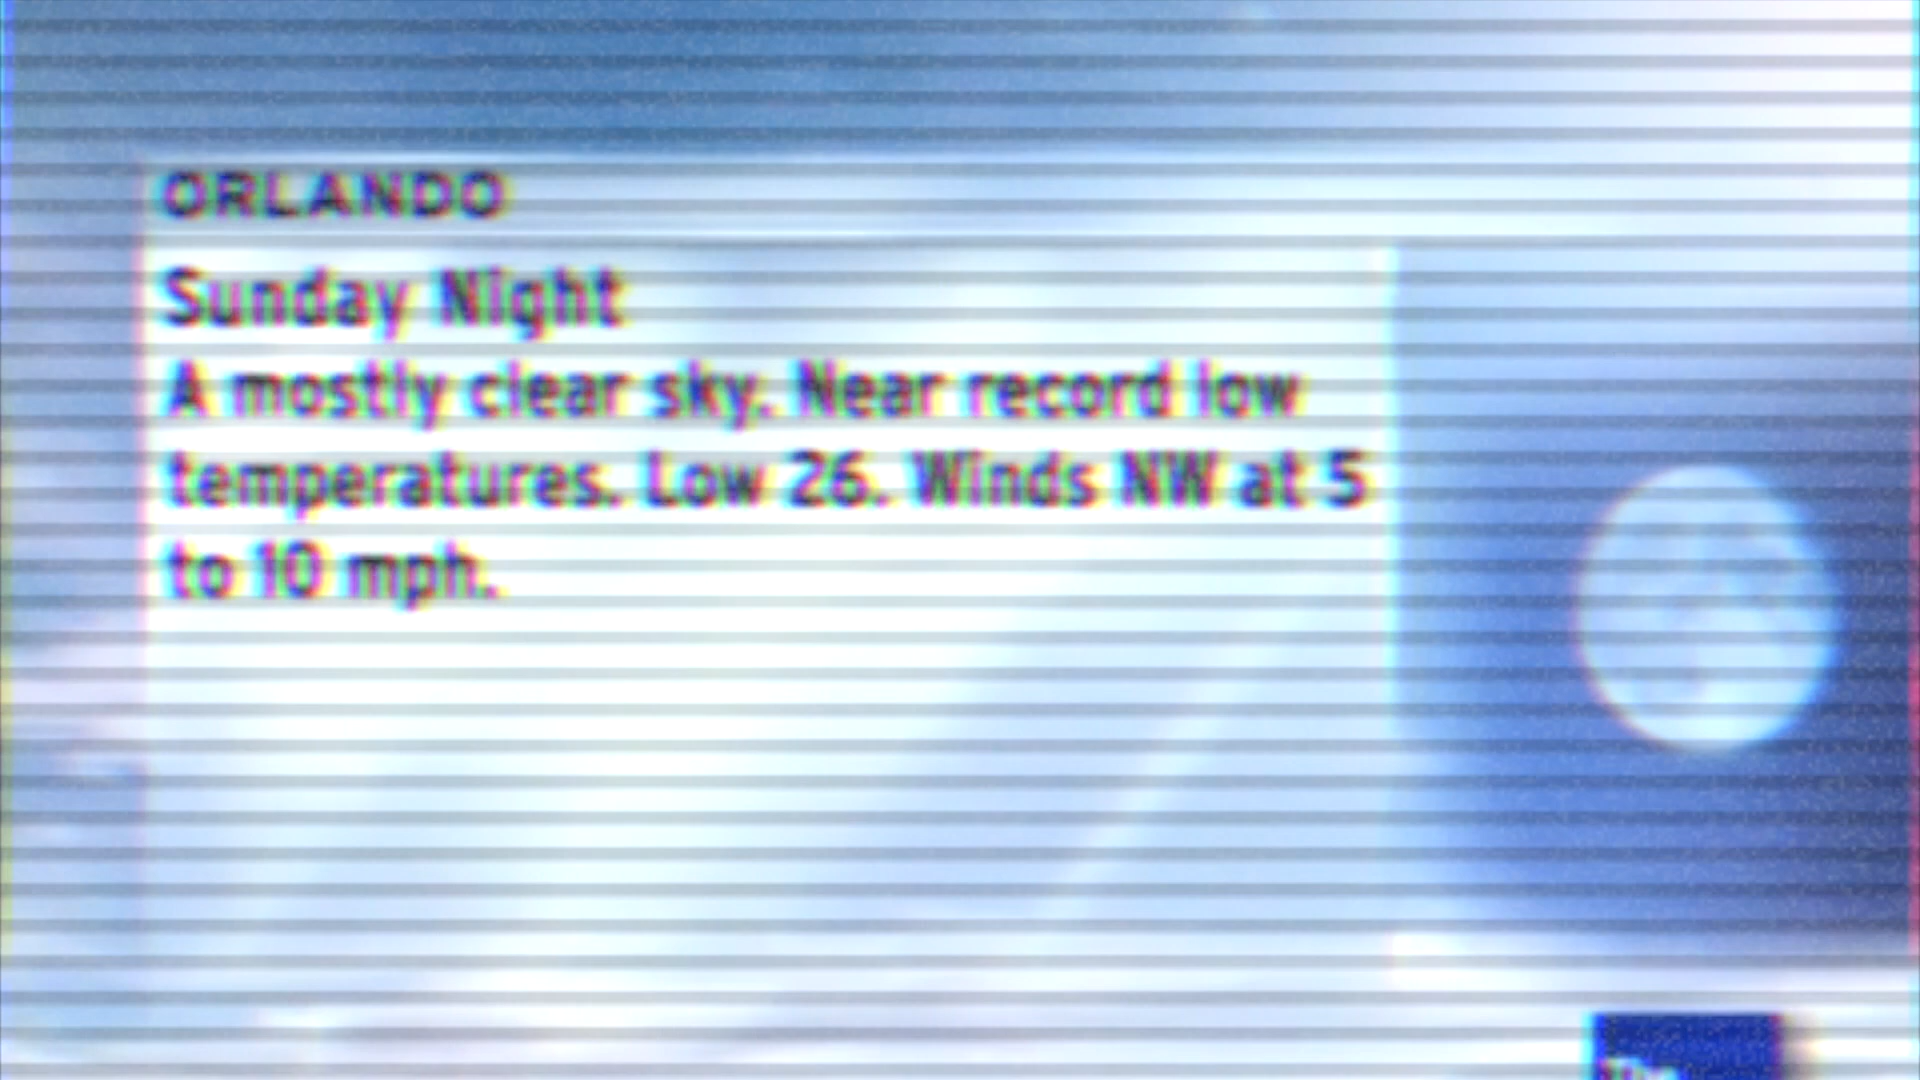 ORLANDO
Sunday Night
A mostly clear sky. Near record low
temperatures. Low 26. Winds NW at 5
to 10 mph.
The